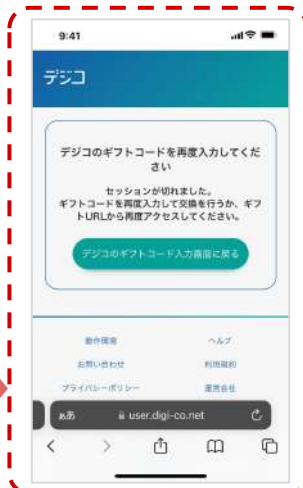 9:41
デジコ
デジコのギフトコードを再度入力してくだ
さい
セッションが切れました。
ギフトコードを再度入力して交換を行うか、ギフ
トURLから再度アクセスしてください。
デジコのギフトコード入力画面に戻る
動作環境 ヘルプ
お問い合わせ 利用規約
プライバシーポリシー 運営会社
ぁあ user.digi-co.net